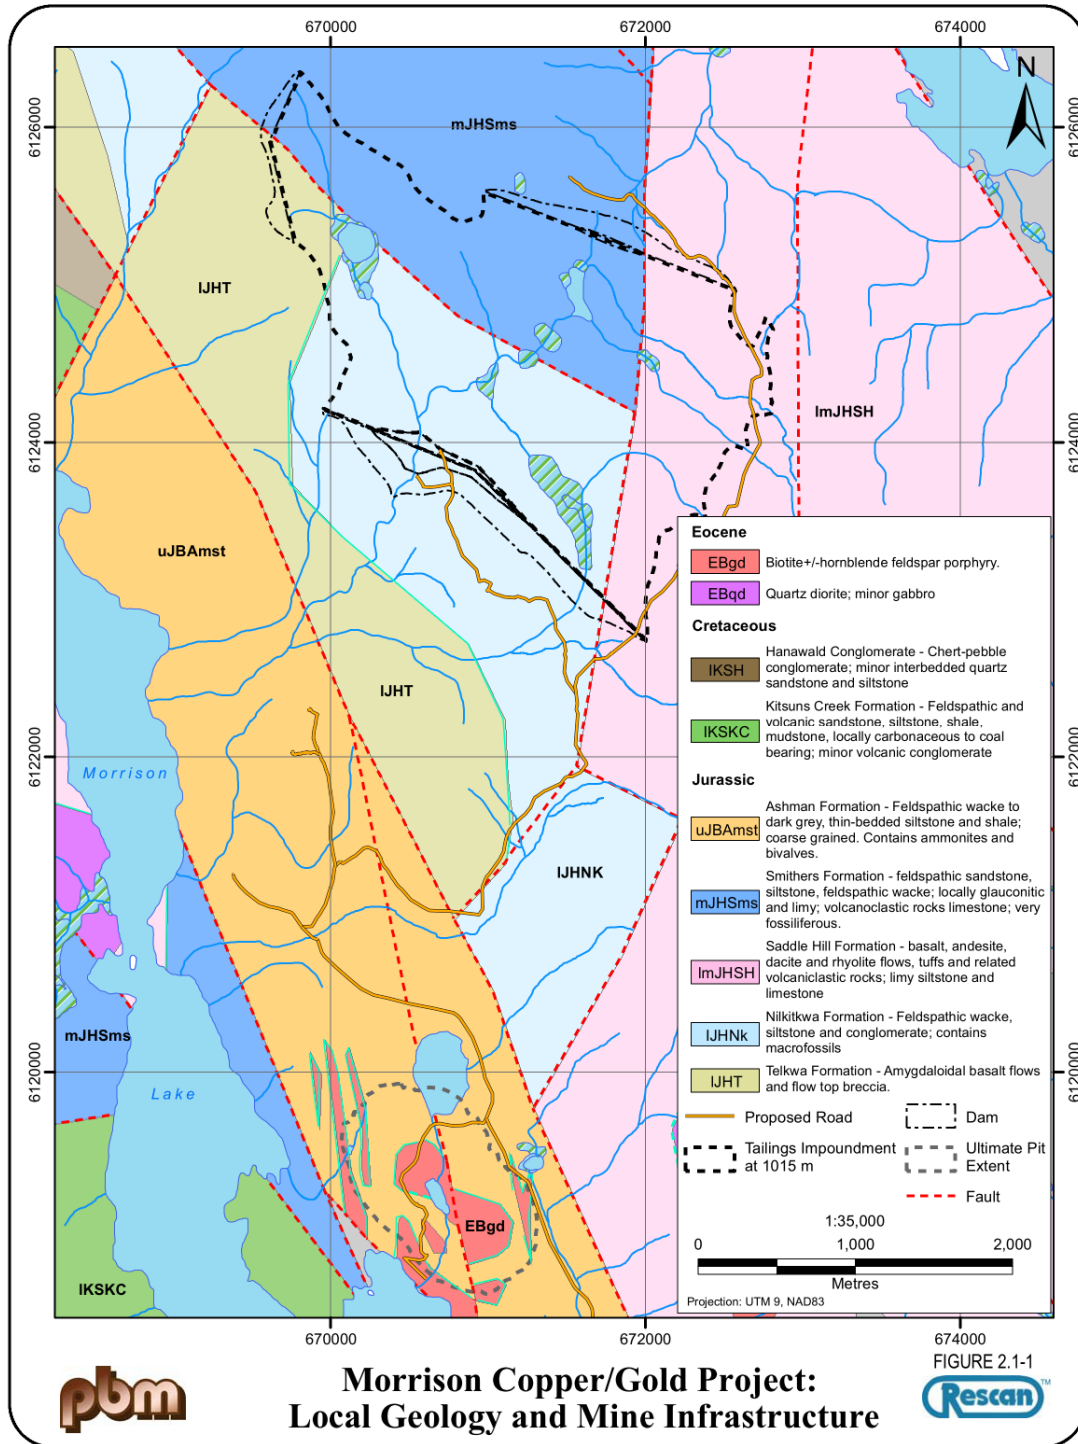 670000 672000 674000
N
6126000 6126000
mJHSms
lJHT
6124000 6124000
lmJHSH
uJBAmst
lJHT
6122000 6122000
Morrison
lJHNK
6120000 6120000
mJHSms
Lake
EBgd
lKSKC
Eocene
EBgd Biotite+/-hornblende feldspar porphyry.
EBqd Quartz diorite; minor gabbro
Cretaceous
lKSH
Hanawald Conglomerate - Chert-pebble
conglomerate; minor interbedded quartz
sandstone and siltstone
lKSKC
Kitsuns Creek Formation - Feldspathic and
volcanic sandstone, siltstone, shale,
mudstone, locally carbonaceous to coal
bearing; minor volcanic conglomerate
Jurassic
uJBAmst
Ashman Formation - Feldspathic wacke to
dark grey, thin-bedded siltstone and shale;
coarse grained. Contains ammonites and
bivalves.
mJHSms
Smithers Formation - feldspathic sandstone,
siltstone, feldspathic wacke; locally glauconitic
and limy; volcanoclastic rocks limestone; very
fossiliferous.
lmJHSH
Saddle Hill Formation - basalt, andesite,
dacite and rhyolite flows, tuffs and related
volcaniclastic rocks; limy siltstone and
limestone
lJHNk
Nilkitkwa Formation - Feldspathic wacke,
siltstone and conglomerate; contains
macrofossils
lJHT
Telkwa Formation - Amygdaloidal basalt flows
and flow top breccia.
Proposed Road
Dam
Tailings Impoundment
at 1015 m
Ultimate Pit
Extent
Fault
1:35,000
0 1,000 2,000
Metres
Projection: UTM 9, NAD83
670000 672000 674000
FIGURE 2.1-1
pbm
Morrison Copper/Gold Project:
Local Geology and Mine Infrastructure
Rescan™